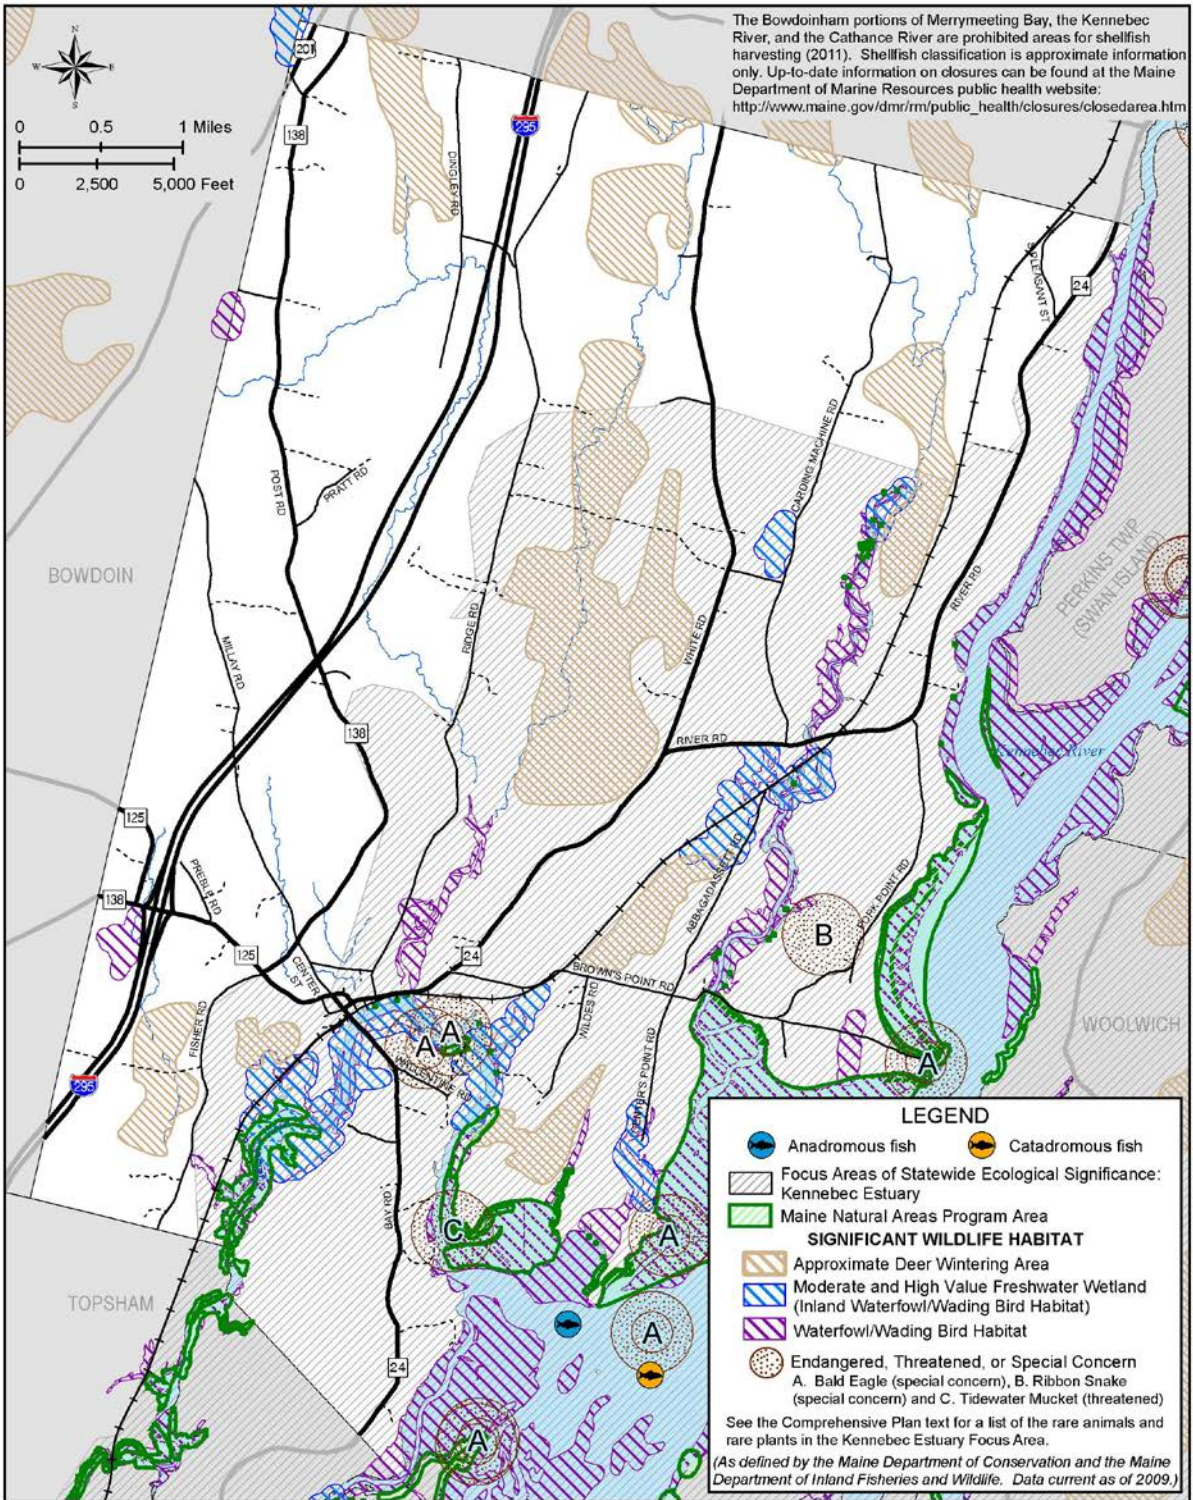 The Bowdoinham portions of Merrymeeting Bay, the Kennebec
River, and the Cathance River are prohibited areas for shellfish
harvesting (2011). Shellfish classification is approximate information
only. Up-to-date information on closures can be found at the Maine
Department of Marine Resources public health website:
http://www.maine.gov/dmr/rm/public_health/closures/closedarea.htm
N
W E
S
0 0.5 1 Miles
0 2,500 5,000 Feet
201
138
295
DINGLEY RD
S PLEASANT ST
24
POST RD
PRATT RD
CARDING MACHINE RD
BOWDOIN
PERKINS TWP
(SWAN ISLAND)
RIVER RD
RIDGE RD
WHITE RD
MILLAY RD
138
RIVER RD
Kennebec River
125
PREBLE RD
138
ABBAGADASSETT RD
PORK POINT RD
B
125
24
CENTER ST
BROWN'S POINT RD
WILDES RD
FISHER RD
A
A
WALLENTINE RD
CENTER'S POINT RD
A
WOOLWICH
295
BAY RD
C
A
TOPSHAM
A
24
A
LEGEND
Anadromous fish
Catadromous fish
Focus Areas of Statewide Ecological Significance:
Kennebec Estuary
Maine Natural Areas Program Area
SIGNIFICANT WILDLIFE HABITAT
Approximate Deer Wintering Area
Moderate and High Value Freshwater Wetland
(Inland Waterfowl/Wading Bird Habitat)
Waterfowl/Wading Bird Habitat
Endangered, Threatened, or Special Concern
A. Bald Eagle (special concern), B. Ribbon Snake
(special concern) and C. Tidewater Mucket (threatened)
See the Comprehensive Plan text for a list of the rare animals and
rare plants in the Kennebec Estuary Focus Area.
(As defined by the Maine Department of Conservation and the Maine
Department of Inland Fisheries and Wildlife. Data current as of 2009.)